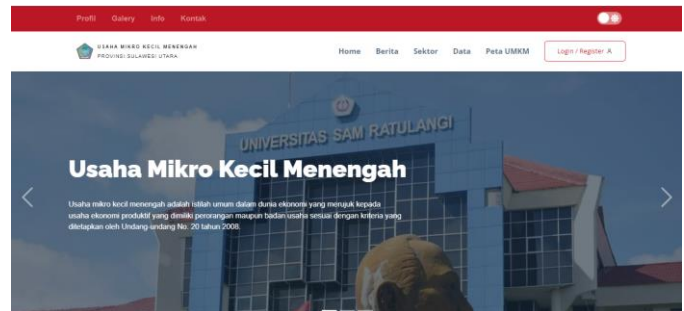 Profil Galery Info Kontak
USAHA MIKRO KECIL MENENGAH
PROVINSI SULAWESI UTARA
Home Berita Sektor Data Peta UMKM Login / Register
UNIVERSITAS SAM RATULANGI
Usaha Mikro Kecil Menengah
Usaha mikro kecil menengah adalah istilah umum dalam dunia ekonomi yang merujuk kepada
usaha ekonomi produktif yang dimiliki perorangan maupun badan usaha sesuai dengan kriteria yang
ditetapkan oleh Undang-undang No. 20 tahun 2008.